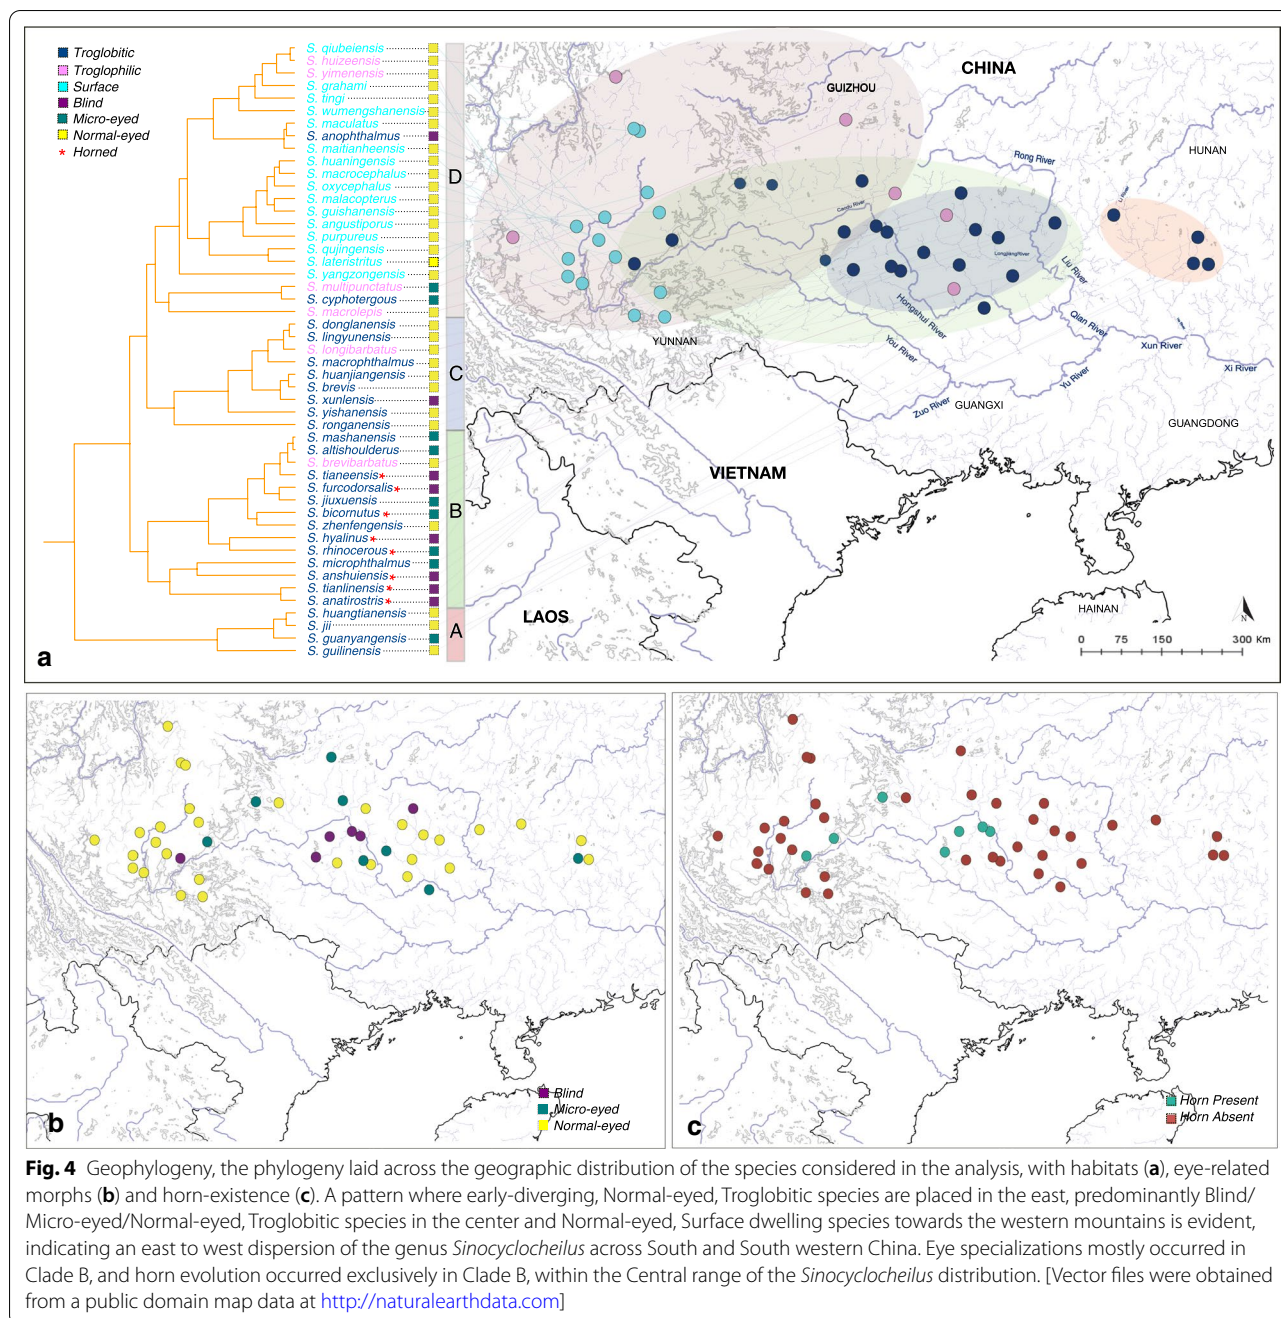 Troglobitic
Troglophilic
Surface
Blind
Micro-eyed
Normal-eyed
* Horned
S. qiubeiensis
S. huizeensis
S. yimenensis
S. grahami
S. tingi
S. wumengshanensis
S. maculatus
S. anophthalmus
S. maitianheensis
S. huaningensis
S. macrocephalus
S. oxycephalus
S. malacopterus
S. guishanensis
S. angustiporus
S. purpureus
S. qujingensis
S. lateristritus
S. yangzongensis
S. multipunctatus
S. cyphotergous
S. macrolepis
S. donglanensis
S. lingyunensis
S. longibarbatus
S. macrophthalmus
S. huanjiangensis
S. brevis
S. xunlensis
S. yishanensis
S. ronganensis
S. mashanensis
S. altishoulderus
S. brevibarbatus
S. tianeensis*
S. furcodorsalis*
S. jiuxuensis
S. bicornutus *
S. zhenfengensis
S. hyalinus *
S. rhinocerous *
S. microphthalmus
S. anshuiensis *
S. tianlinensis *
S. anatirostris *
S. huangtianensis
S. jii
S. guanyangensis
S. guilinensis
D
C
B
A
CHINA
GUIZHOU
HUNAN
Rong River
Li River
Liu River
Hongshui River
Qian River
You River
Xun River
Xi River
Yu River
Zuo River
YUNNAN
GUANGXI
GUANGDONG
VIETNAM
LAOS
HAINAN
N
0 75 150 300 Km
a
Blind
Micro-eyed
Normal-eyed
b
Horn Present
Horn Absent
c
Fig. 4 Geophylogeny, the phylogeny laid across the geographic distribution of the species considered in the analysis, with habitats (a), eye-related
morphs (b) and horn-existence (c). A pattern where early-diverging, Normal-eyed, Troglobitic species are placed in the east, predominantly Blind/
Micro-eyed/Normal-eyed, Troglobitic species in the center and Normal-eyed, Surface dwelling species towards the western mountains is evident,
indicating an east to west dispersion of the genus Sinocyclocheilus across South and South western China. Eye specializations mostly occurred in
Clade B, and horn evolution occurred exclusively in Clade B, within the Central range of the Sinocyclocheilus distribution. [Vector files were obtained
from a public domain map data at http://naturalearthdata.com]